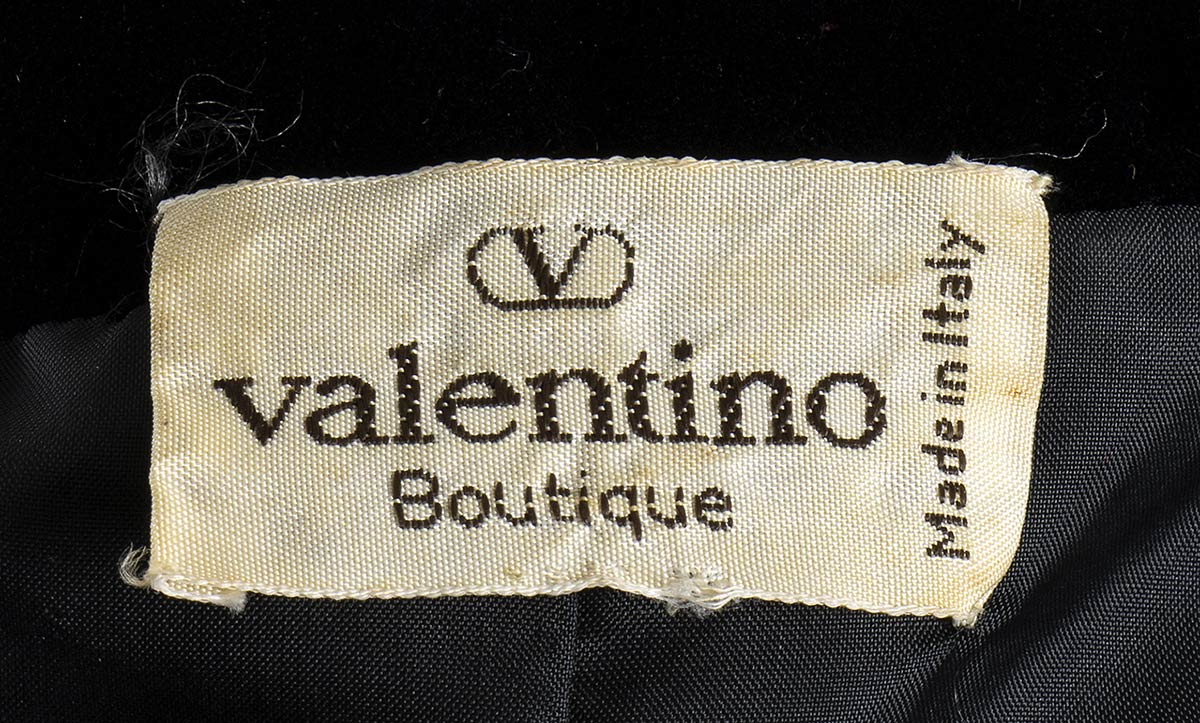 V
valentino
Boutique
Made in Italy